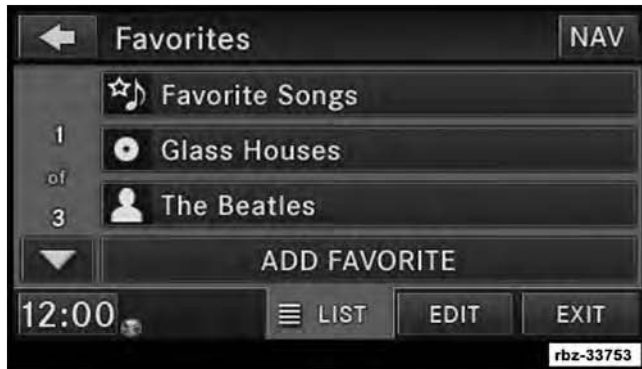 Favorites NAV
Favorite Songs
1
of
3
Glass Houses
The Beatles
ADD FAVORITE
12:00 LIST EDIT EXIT
rbz-33753